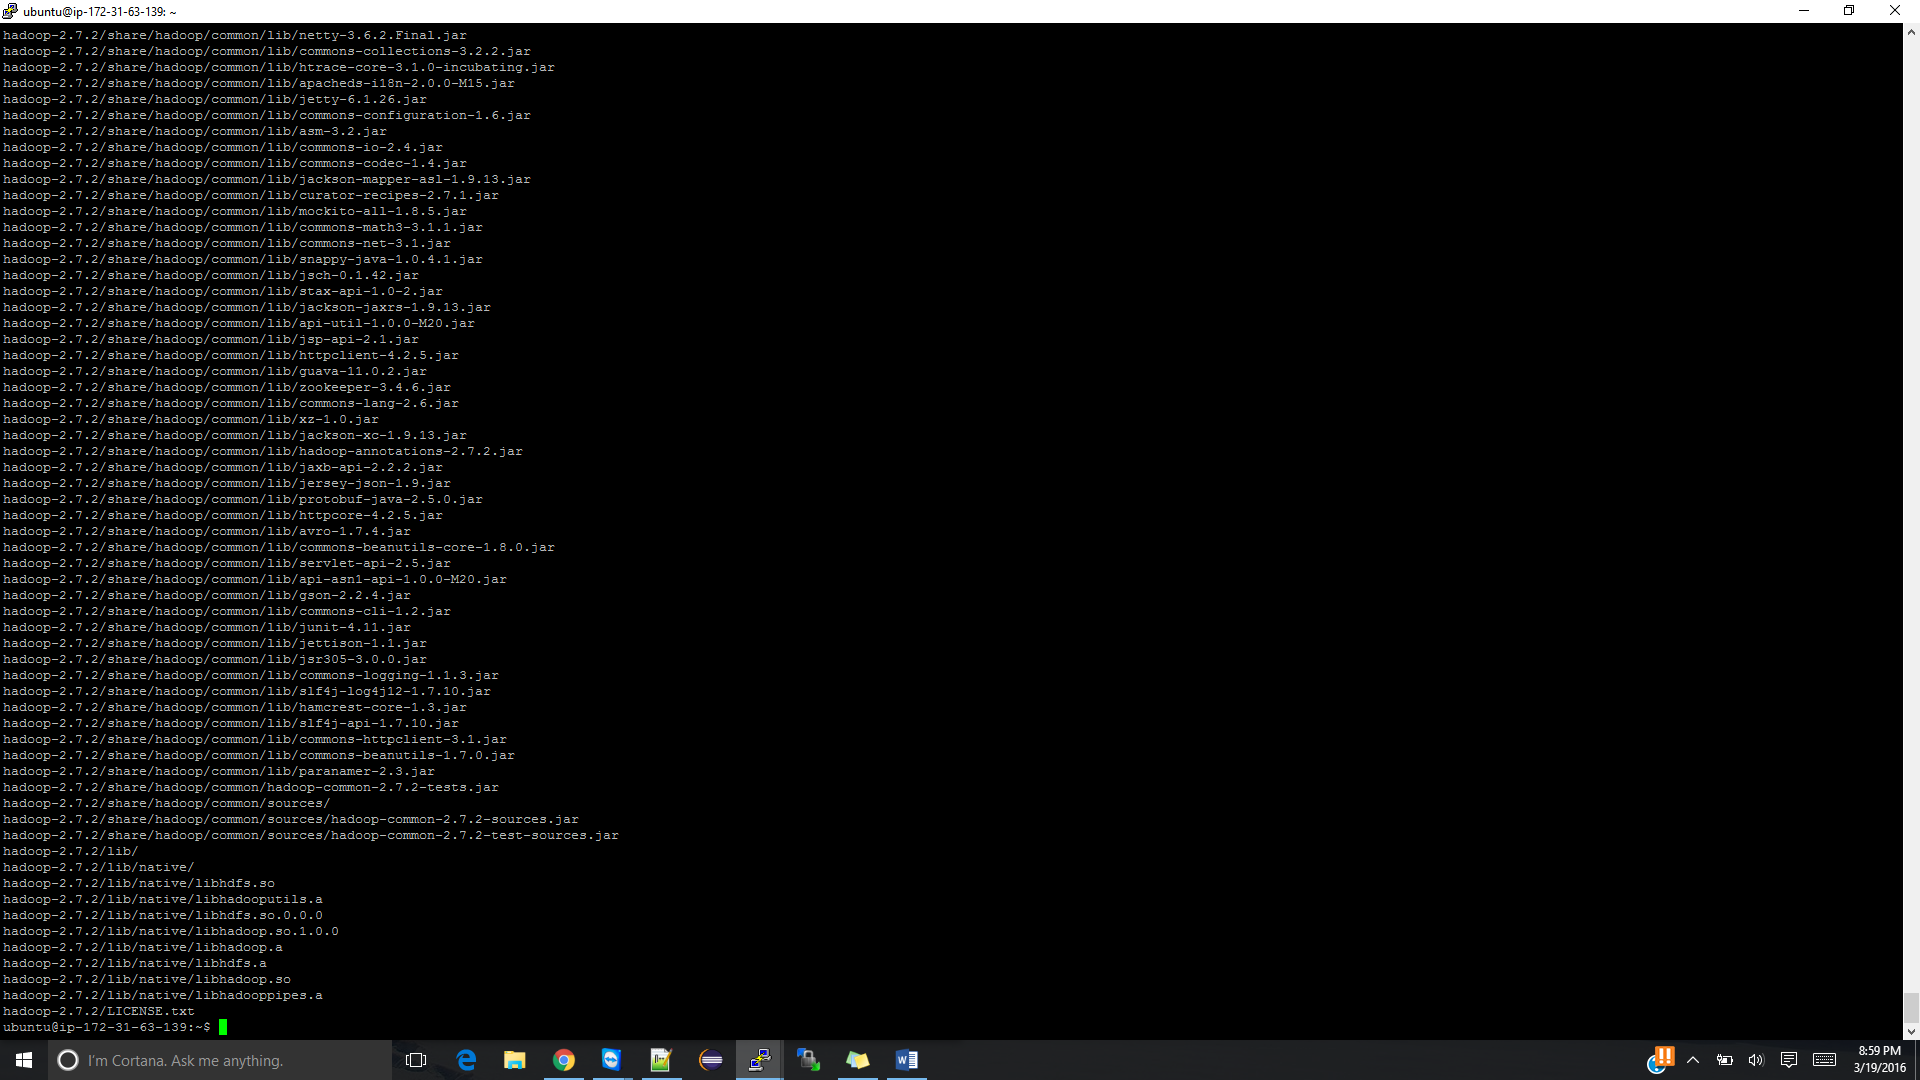 ubuntu@ip-172-31-63-139: ~
hadoop-2.7.2/share/hadoop/common/lib/netty-3.6.2.Final.jar
hadoop-2.7.2/share/hadoop/common/lib/commons-collections-3.2.2.jar
hadoop-2.7.2/share/hadoop/common/lib/htrace-core-3.1.0-incubating.jar
hadoop-2.7.2/share/hadoop/common/lib/apacheds-i18n-2.0.0-M15.jar
hadoop-2.7.2/share/hadoop/common/lib/jetty-6.1.26.jar
hadoop-2.7.2/share/hadoop/common/lib/commons-configuration-1.6.jar
hadoop-2.7.2/share/hadoop/common/lib/asm-3.2.jar
hadoop-2.7.2/share/hadoop/common/lib/commons-io-2.4.jar
hadoop-2.7.2/share/hadoop/common/lib/commons-codec-1.4.jar
hadoop-2.7.2/share/hadoop/common/lib/jackson-mapper-asl-1.9.13.jar
hadoop-2.7.2/share/hadoop/common/lib/curator-recipes-2.7.1.jar
hadoop-2.7.2/share/hadoop/common/lib/mockito-all-1.8.5.jar
hadoop-2.7.2/share/hadoop/common/lib/commons-math3-3.1.1.jar
hadoop-2.7.2/share/hadoop/common/lib/commons-net-3.1.jar
hadoop-2.7.2/share/hadoop/common/lib/snappy-java-1.0.4.1.jar
hadoop-2.7.2/share/hadoop/common/lib/jsch-0.1.42.jar
hadoop-2.7.2/share/hadoop/common/lib/stax-api-1.0-2.jar
hadoop-2.7.2/share/hadoop/common/lib/jackson-jaxrs-1.9.13.jar
hadoop-2.7.2/share/hadoop/common/lib/api-util-1.0.0-M20.jar
hadoop-2.7.2/share/hadoop/common/lib/jsp-api-2.1.jar
hadoop-2.7.2/share/hadoop/common/lib/httpclient-4.2.5.jar
hadoop-2.7.2/share/hadoop/common/lib/guava-11.0.2.jar
hadoop-2.7.2/share/hadoop/common/lib/zookeeper-3.4.6.jar
hadoop-2.7.2/share/hadoop/common/lib/commons-lang-2.6.jar
hadoop-2.7.2/share/hadoop/common/lib/xz-1.0.jar
hadoop-2.7.2/share/hadoop/common/lib/jackson-xc-1.9.13.jar
hadoop-2.7.2/share/hadoop/common/lib/hadoop-annotations-2.7.2.jar
hadoop-2.7.2/share/hadoop/common/lib/jaxb-api-2.2.2.jar
hadoop-2.7.2/share/hadoop/common/lib/jersey-json-1.9.jar
hadoop-2.7.2/share/hadoop/common/lib/protobuf-java-2.5.0.jar
hadoop-2.7.2/share/hadoop/common/lib/httpcore-4.2.5.jar
hadoop-2.7.2/share/hadoop/common/lib/avro-1.7.4.jar
hadoop-2.7.2/share/hadoop/common/lib/commons-beanutils-core-1.8.0.jar
hadoop-2.7.2/share/hadoop/common/lib/servlet-api-2.5.jar
hadoop-2.7.2/share/hadoop/common/lib/api-asn1-api-1.0.0-M20.jar
hadoop-2.7.2/share/hadoop/common/lib/gson-2.2.4.jar
hadoop-2.7.2/share/hadoop/common/lib/commons-cli-1.2.jar
hadoop-2.7.2/share/hadoop/common/lib/junit-4.11.jar
hadoop-2.7.2/share/hadoop/common/lib/jettison-1.1.jar
hadoop-2.7.2/share/hadoop/common/lib/jsr305-3.0.0.jar
hadoop-2.7.2/share/hadoop/common/lib/commons-logging-1.1.3.jar
hadoop-2.7.2/share/hadoop/common/lib/slf4j-log4j12-1.7.10.jar
hadoop-2.7.2/share/hadoop/common/lib/hamcrest-core-1.3.jar
hadoop-2.7.2/share/hadoop/common/lib/slf4j-api-1.7.10.jar
hadoop-2.7.2/share/hadoop/common/lib/commons-httpclient-3.1.jar
hadoop-2.7.2/share/hadoop/common/lib/commons-beanutils-1.7.0.jar
hadoop-2.7.2/share/hadoop/common/lib/paranamer-2.3.jar
hadoop-2.7.2/share/hadoop/common/hadoop-common-2.7.2-tests.jar
hadoop-2.7.2/share/hadoop/common/sources/
hadoop-2.7.2/share/hadoop/common/sources/hadoop-common-2.7.2-sources.jar
hadoop-2.7.2/share/hadoop/common/sources/hadoop-common-2.7.2-test-sources.jar
hadoop-2.7.2/lib/
hadoop-2.7.2/lib/native/
hadoop-2.7.2/lib/native/libhdfs.so
hadoop-2.7.2/lib/native/libhadooputils.a
hadoop-2.7.2/lib/native/libhdfs.so.0.0.0
hadoop-2.7.2/lib/native/libhadoop.so.1.0.0
hadoop-2.7.2/lib/native/libhadoop.a
hadoop-2.7.2/lib/native/libhdfs.a
hadoop-2.7.2/lib/native/libhadoop.so
hadoop-2.7.2/lib/native/libhadooppipes.a
hadoop-2.7.2/LICENSE.txt
ubuntu@ip-172-31-63-139:~$
I'm Cortana. Ask me anything.
8:59 PM
3/19/2016